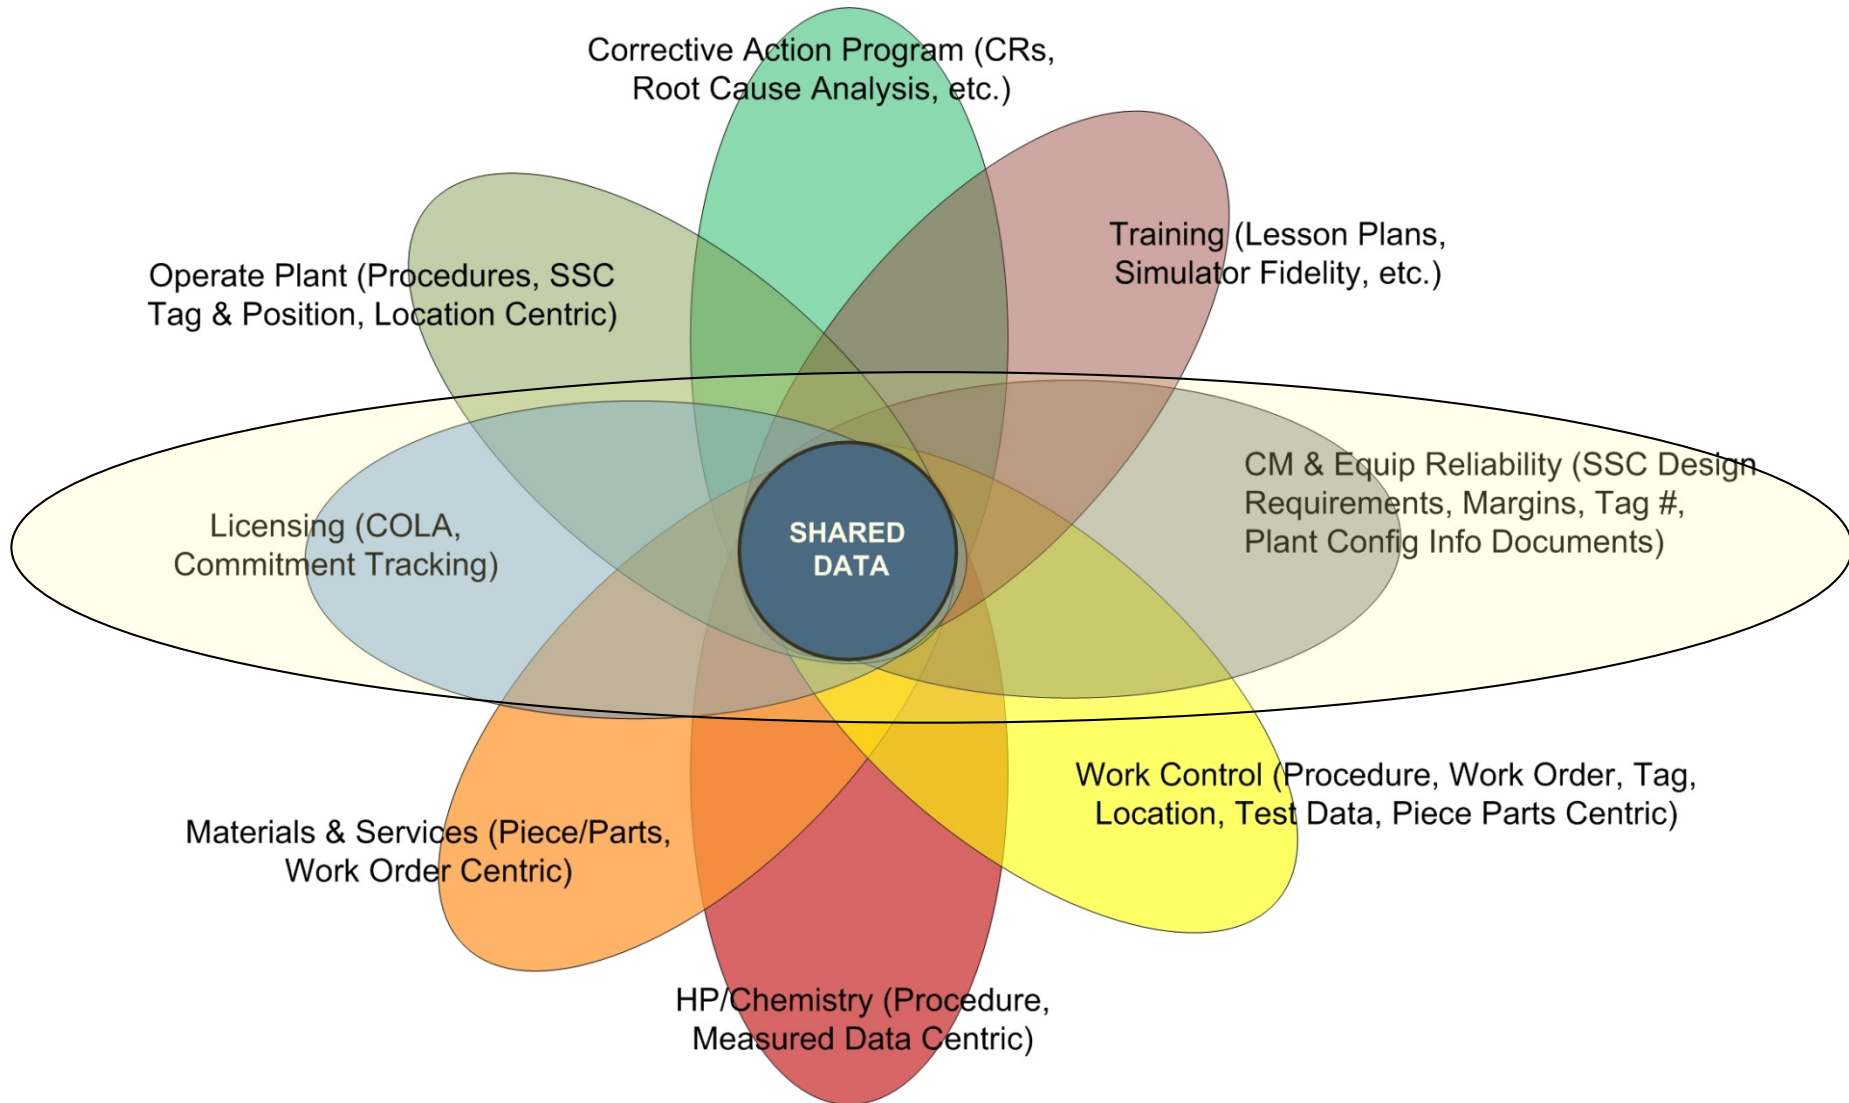 Corrective Action Program (CRs,
Root Cause Analysis, etc.)
Training (Lesson Plans,
Simulator Fidelity, etc.)
Operate Plant (Procedures, SSC
Tag & Position, Location Centric)
CM & Equip Reliability (SSC Design
Requirements, Margins, Tag #,
Plant Config Info Documents)
Licensing (COLA,
Commitment Tracking)
SHARED
DATA
Work Control (Procedure, Work Order, Tag,
Location, Test Data, Piece Parts Centric)
Materials & Services (Piece/Parts,
Work Order Centric)
HP/Chemistry (Procedure,
Measured Data Centric)